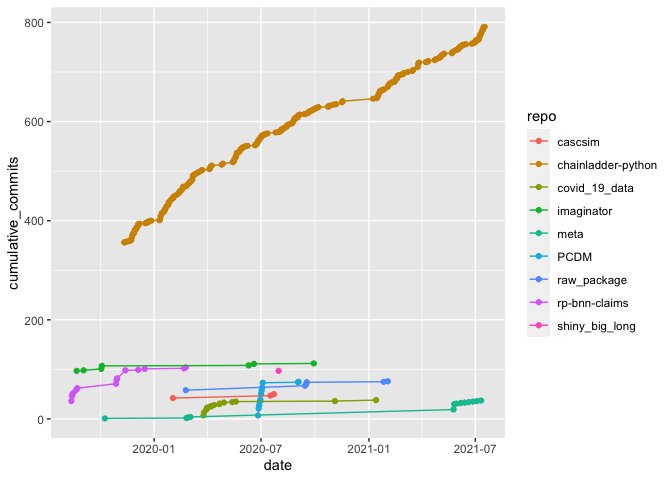 800
600
400
200
0
cumulative_commits
2020-01
2020-07
2021-01
2021-07
date
repo
cascsim
chainladder-python
covid_19_data
imaginator
meta
PCDM
raw_package
rp-bnn-claims
shiny_big_long